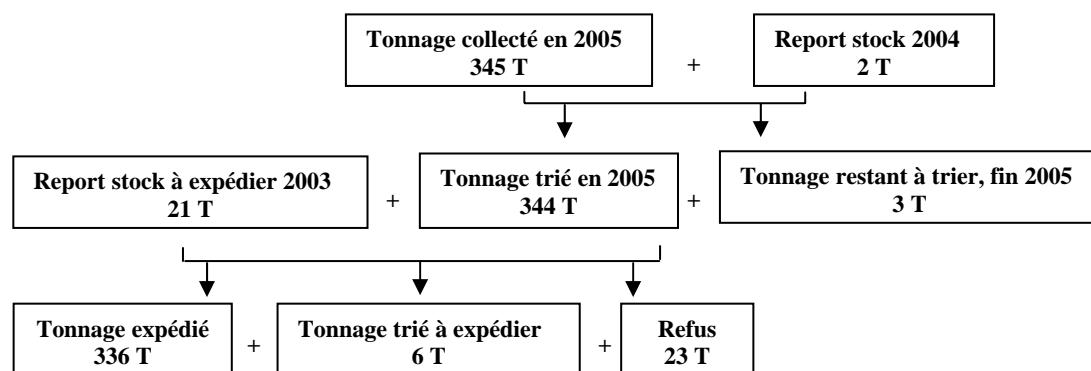 Tonnage collecté en 2005
345 T
+
Report stock 2004
2 T
Report stock à expédier 2003
21 T
+
Tonnage trié en 2005
344 T
+
Tonnage restant à trier, fin 2005
3 T
Tonnage expédié
336 T
+
Tonnage trié à expédier
6 T
+
Refus
23 T